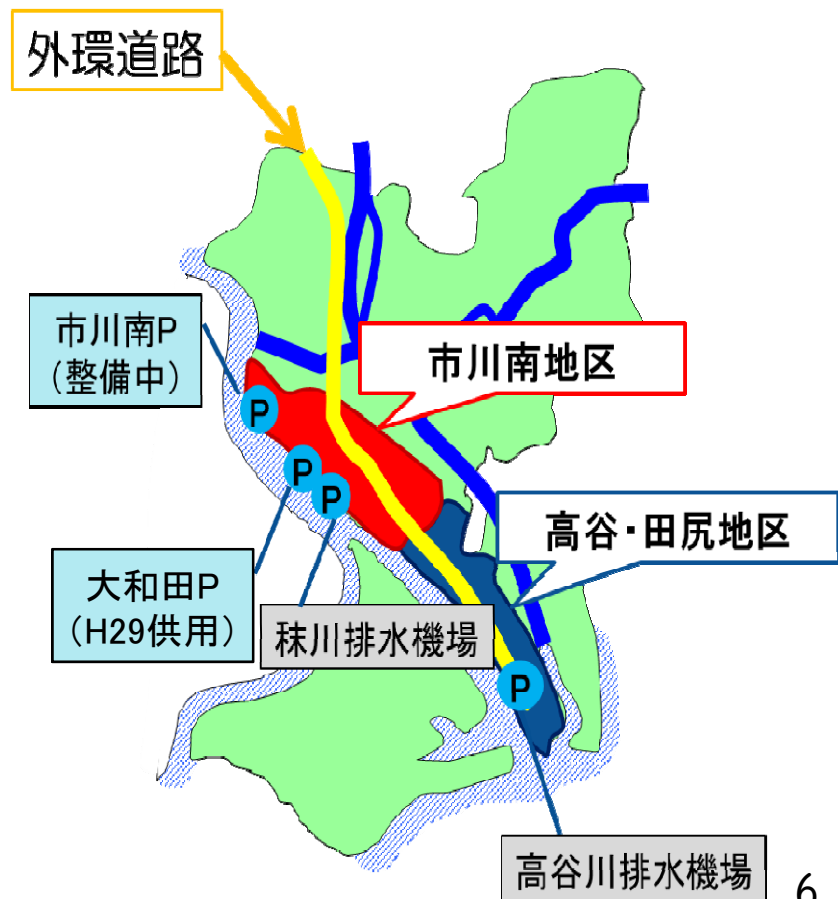 外環道路
市川南P
(整備中)
市川南地区
P
P
P
高谷・田尻地区
大和田P
(H29供用)
秣川排水機場
P
高谷川排水機場
6